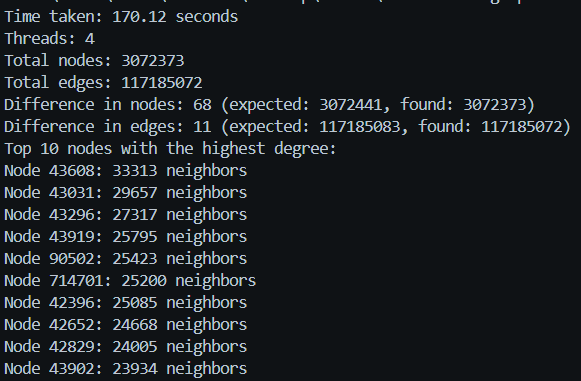 Time taken: 170.12 seconds
Threads: 4
Total nodes: 3072373
Total edges: 117185072
Difference in nodes: 68 (expected: 3072441, found: 3072373)
Difference in edges: 11 (expected: 117185083, found: 117185072)
Top 10 nodes with the highest degree:
Node 43608: 33313 neighbors
Node 43031: 29657 neighbors
Node 43296: 27317 neighbors
Node 43919: 25795 neighbors
Node 90502: 25423 neighbors
Node 714701: 25200 neighbors
Node 42396: 25085 neighbors
Node 42652: 24668 neighbors
Node 42829: 24005 neighbors
Node 43902: 23934 neighbors